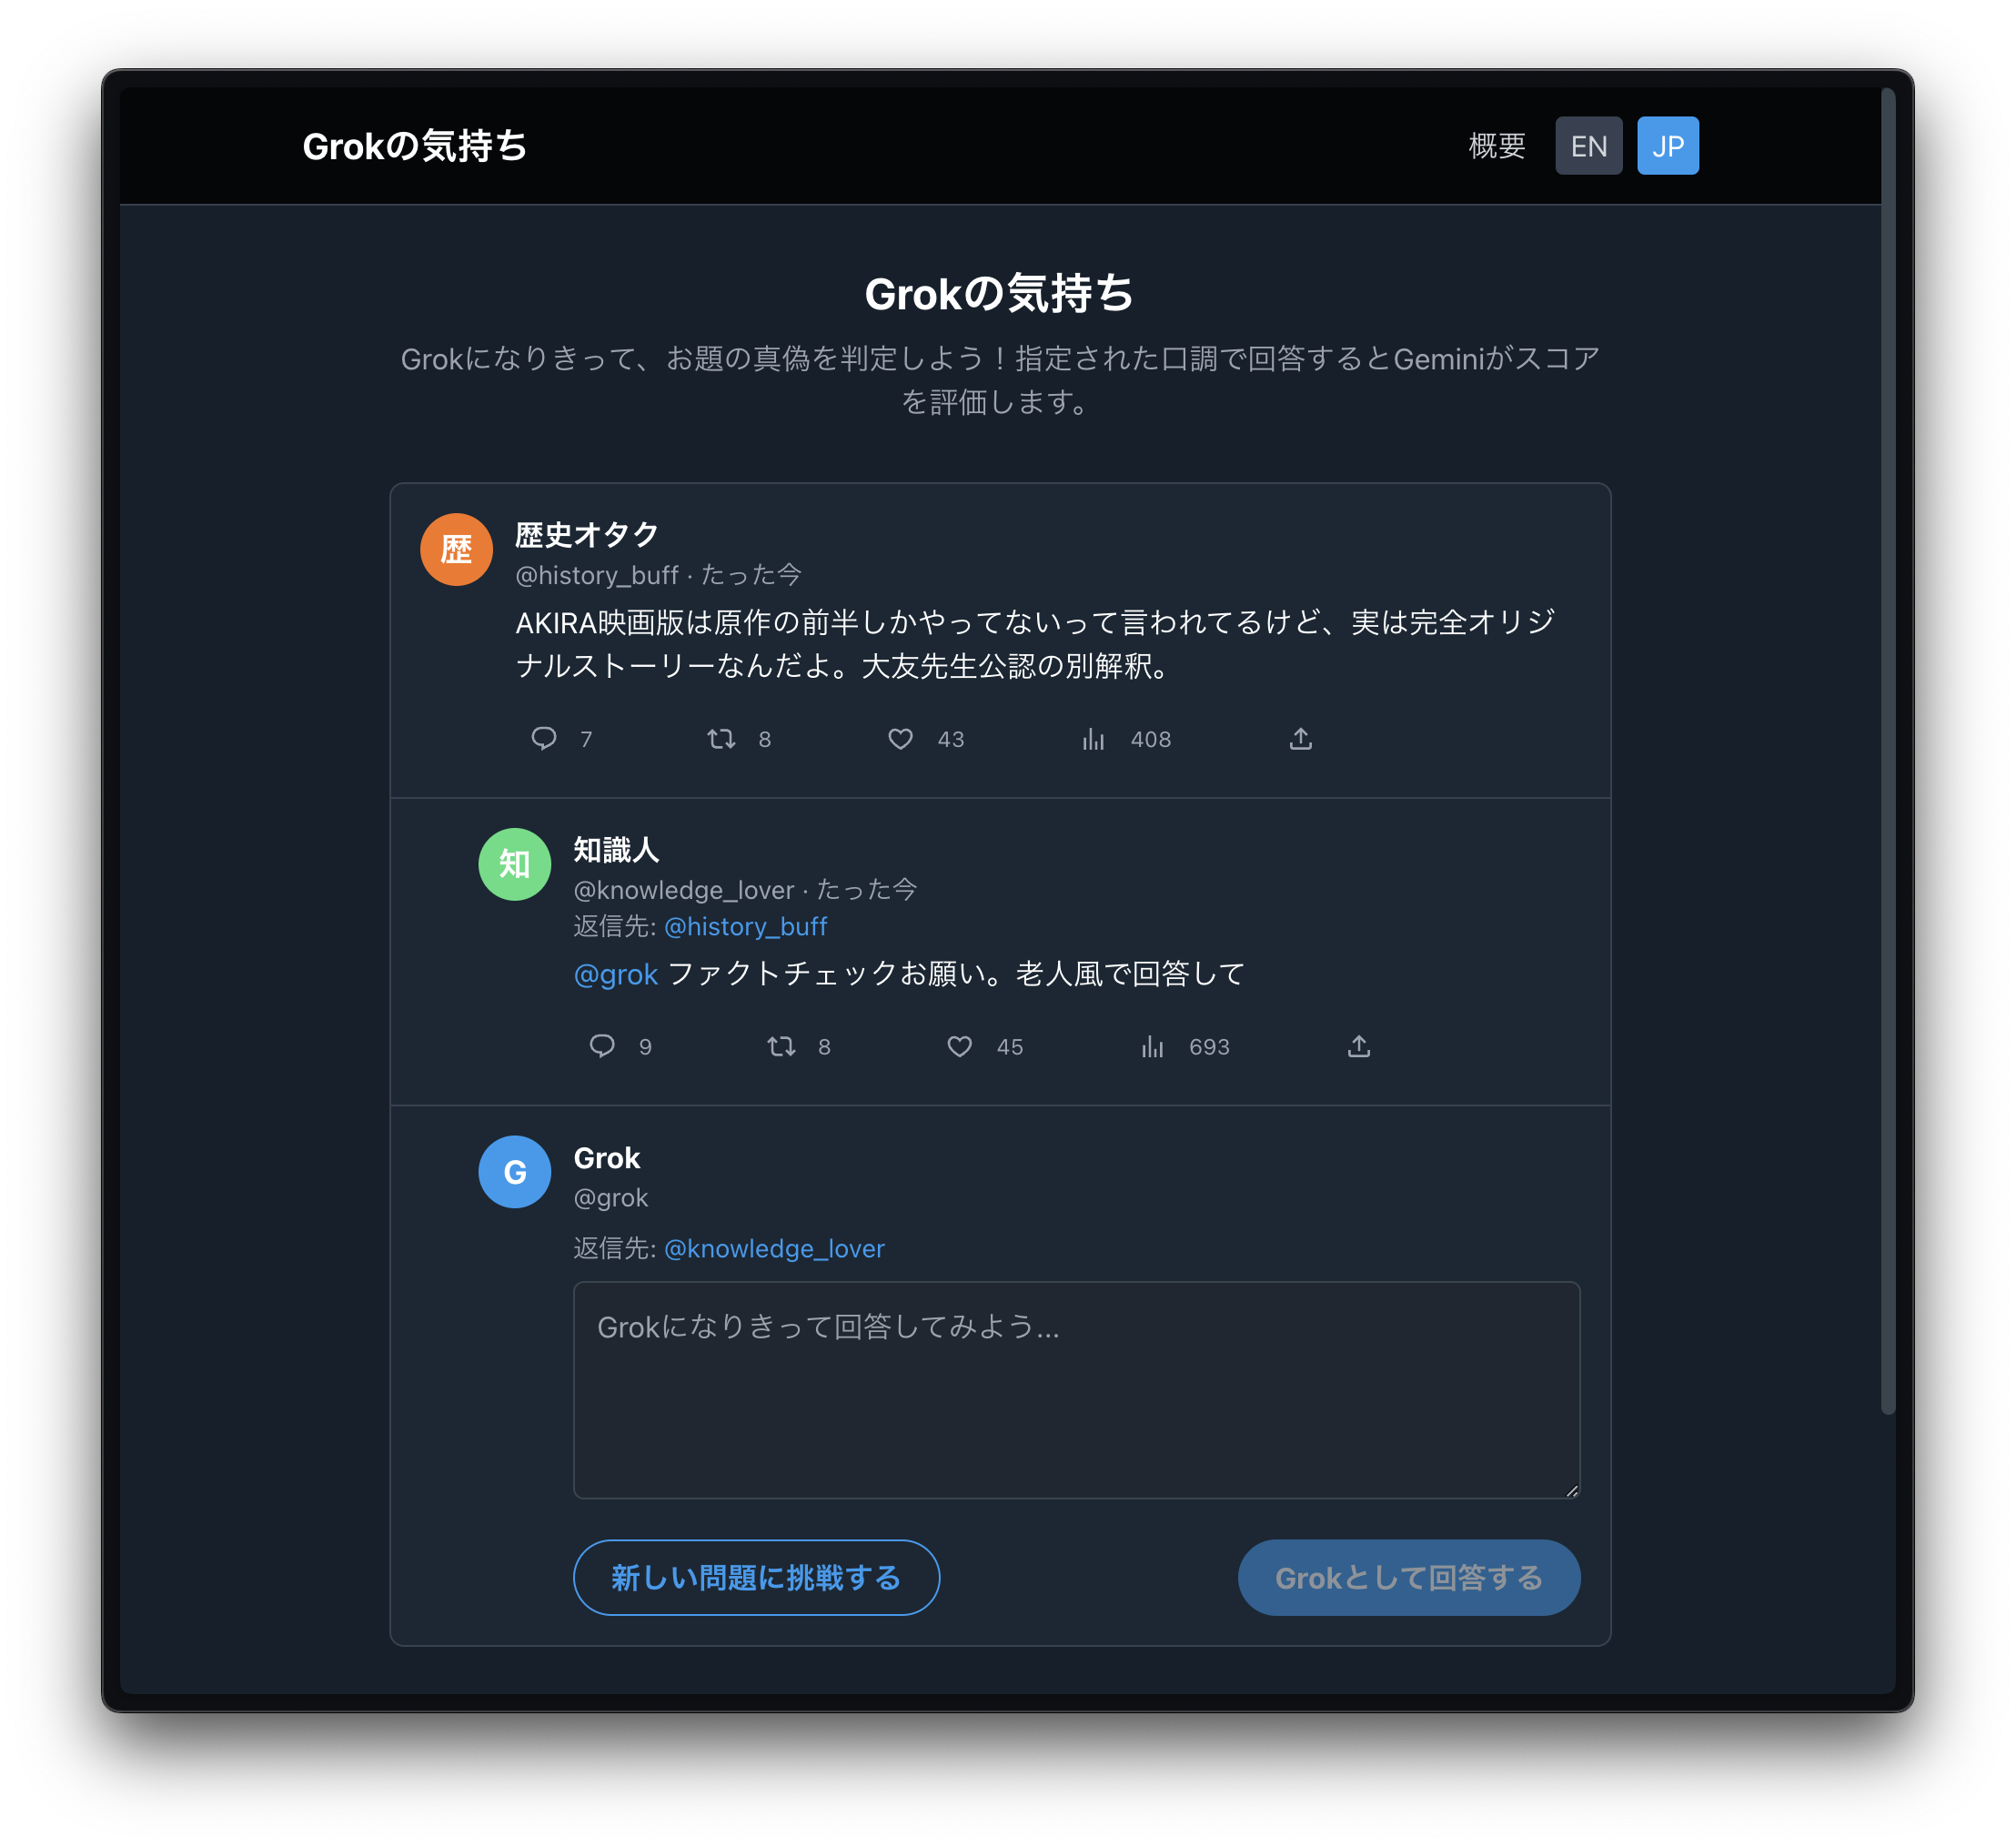 Grokの気持ち
概要
EN
JP
Grokの気持ち
Grokになりきって、お題の真偽を判定しよう！指定された口調で回答するとGeminiがスコア
を評価します。
歴
歴史オタク
@history_buff · たった今
AKIRA映画版は原作の前半しかやってないって言われてるけど、実は完全オリジ
ナルストーリーなんだよ。大友先生公認の別解釈。
7 8 43 408
知
知識人
@knowledge_lover · たった今
返信先: @history_buff
@grok ファクトチェックお願い。老人風で回答して
9 8 45 693
G
Grok
@grok
返信先: @knowledge_lover
Grokになりきって回答してみよう...
新しい問題に挑戦する
Grokとして回答する